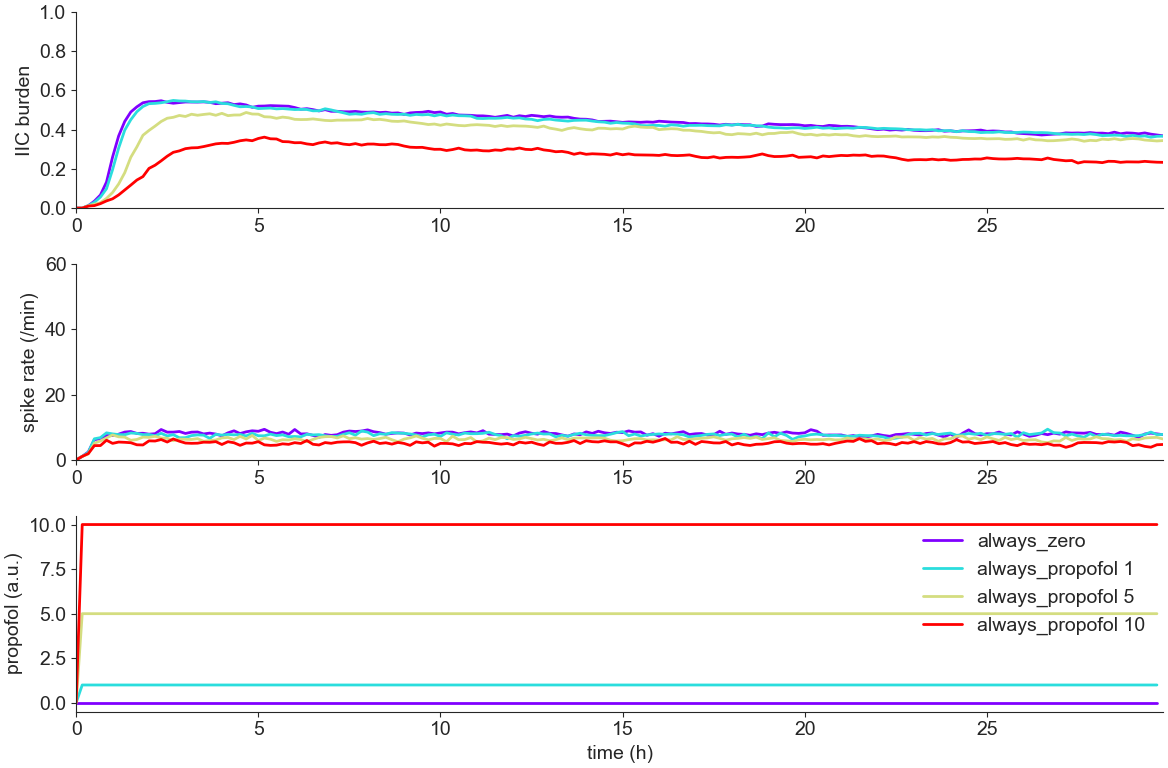 IIC burden
1.0
0.8
0.6
0.4
0.2
0.0
0 5 10 15 20 25
spike rate (/min)
60
40
20
0
0 5 10 15 20 25
propofol (a.u.)
10.0
7.5
5.0
2.5
0.0
always_zero
always_propofol 1
always_propofol 5
always_propofol 10
0 5 10 15 20 25
time (h)